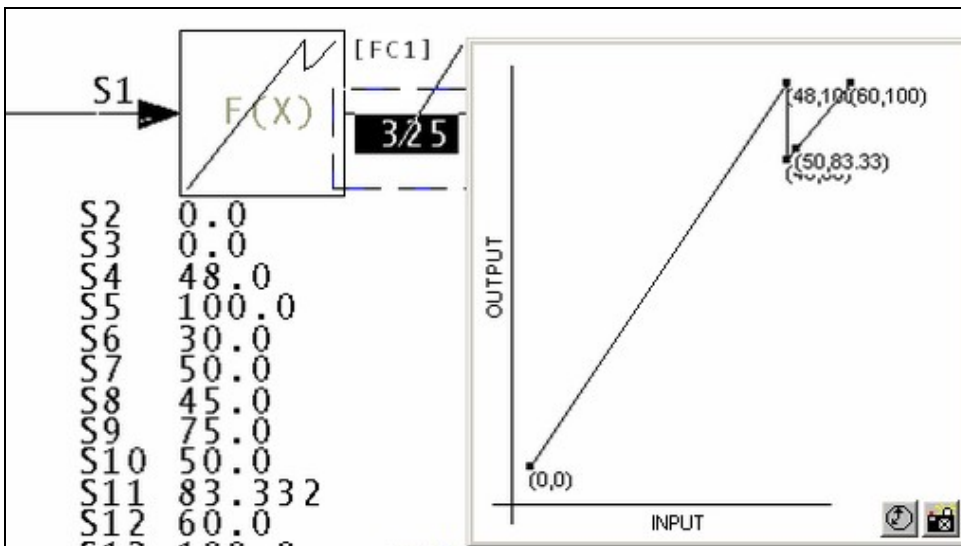 [FC1]
S1
F(X)
3/25
S2 0.0
S3 0.0
S4 48.0
S5 100.0
S6 30.0
S7 50.0
S8 45.0
S9 75.0
S10 50.0
S11 83.332
S12 60.0
(60,100)
(50,83.33)
OUTPUT
(0,0)
INPUT